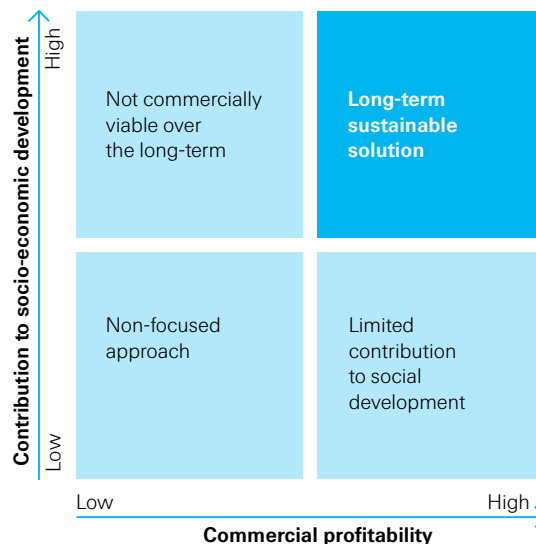 Contribution to socio-economic development
High
Low
Not commercially
viable over
the long-term
Long-term
sustainable
solution
Non-focused
approach
Limited
contribution
to social
development
Low
High
Commercial profitability